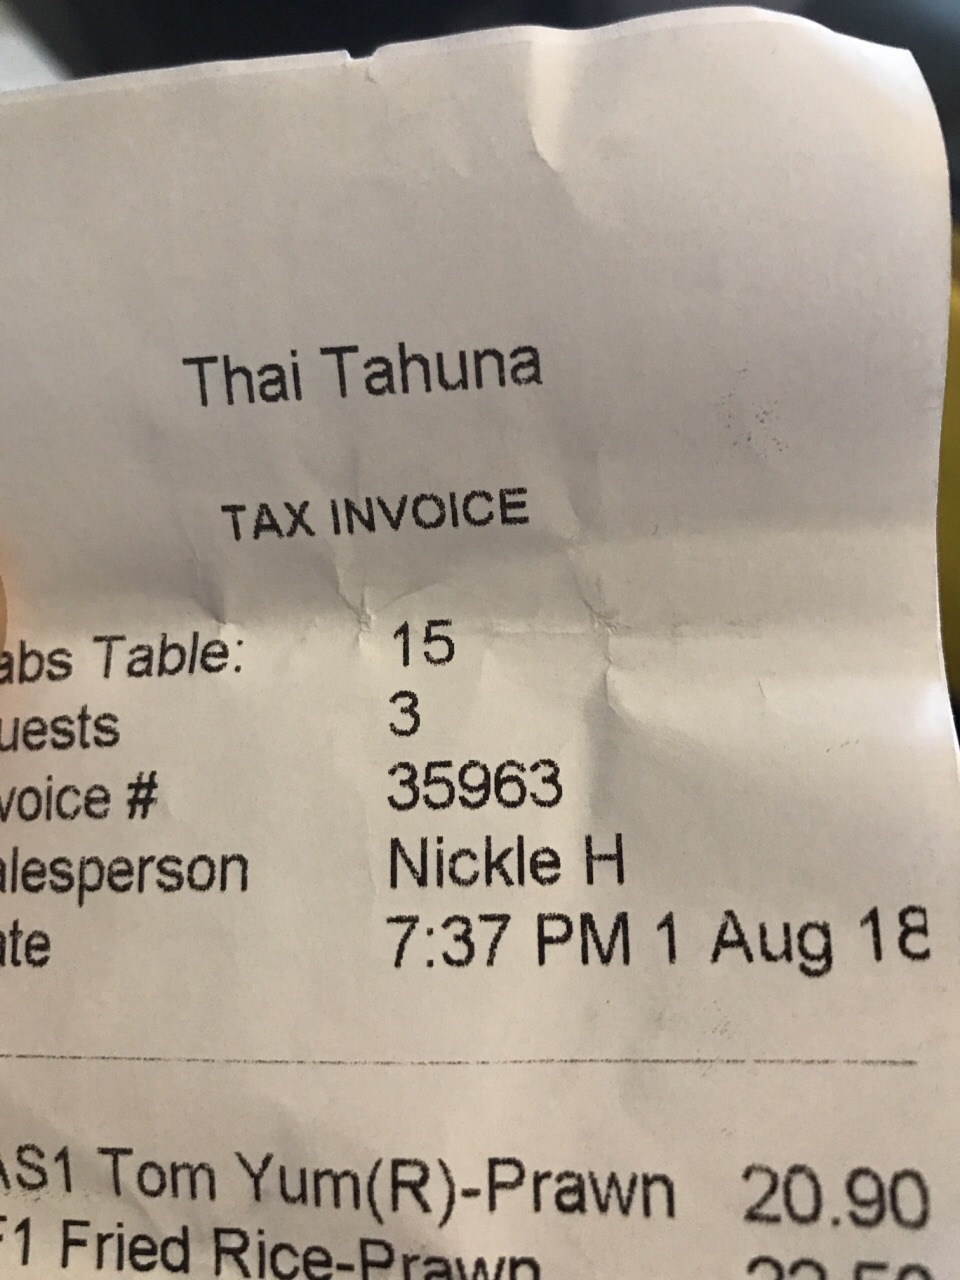 Thai Tahuna
TAX INVOICE
abs Table: 15
uests 3
voice # 35963
alesperson Nickle H
ate 7:37 PM 1 Aug 18
S1 Tom Yum(R)-Prawn 20.90
1 Fried Rice-Prawn